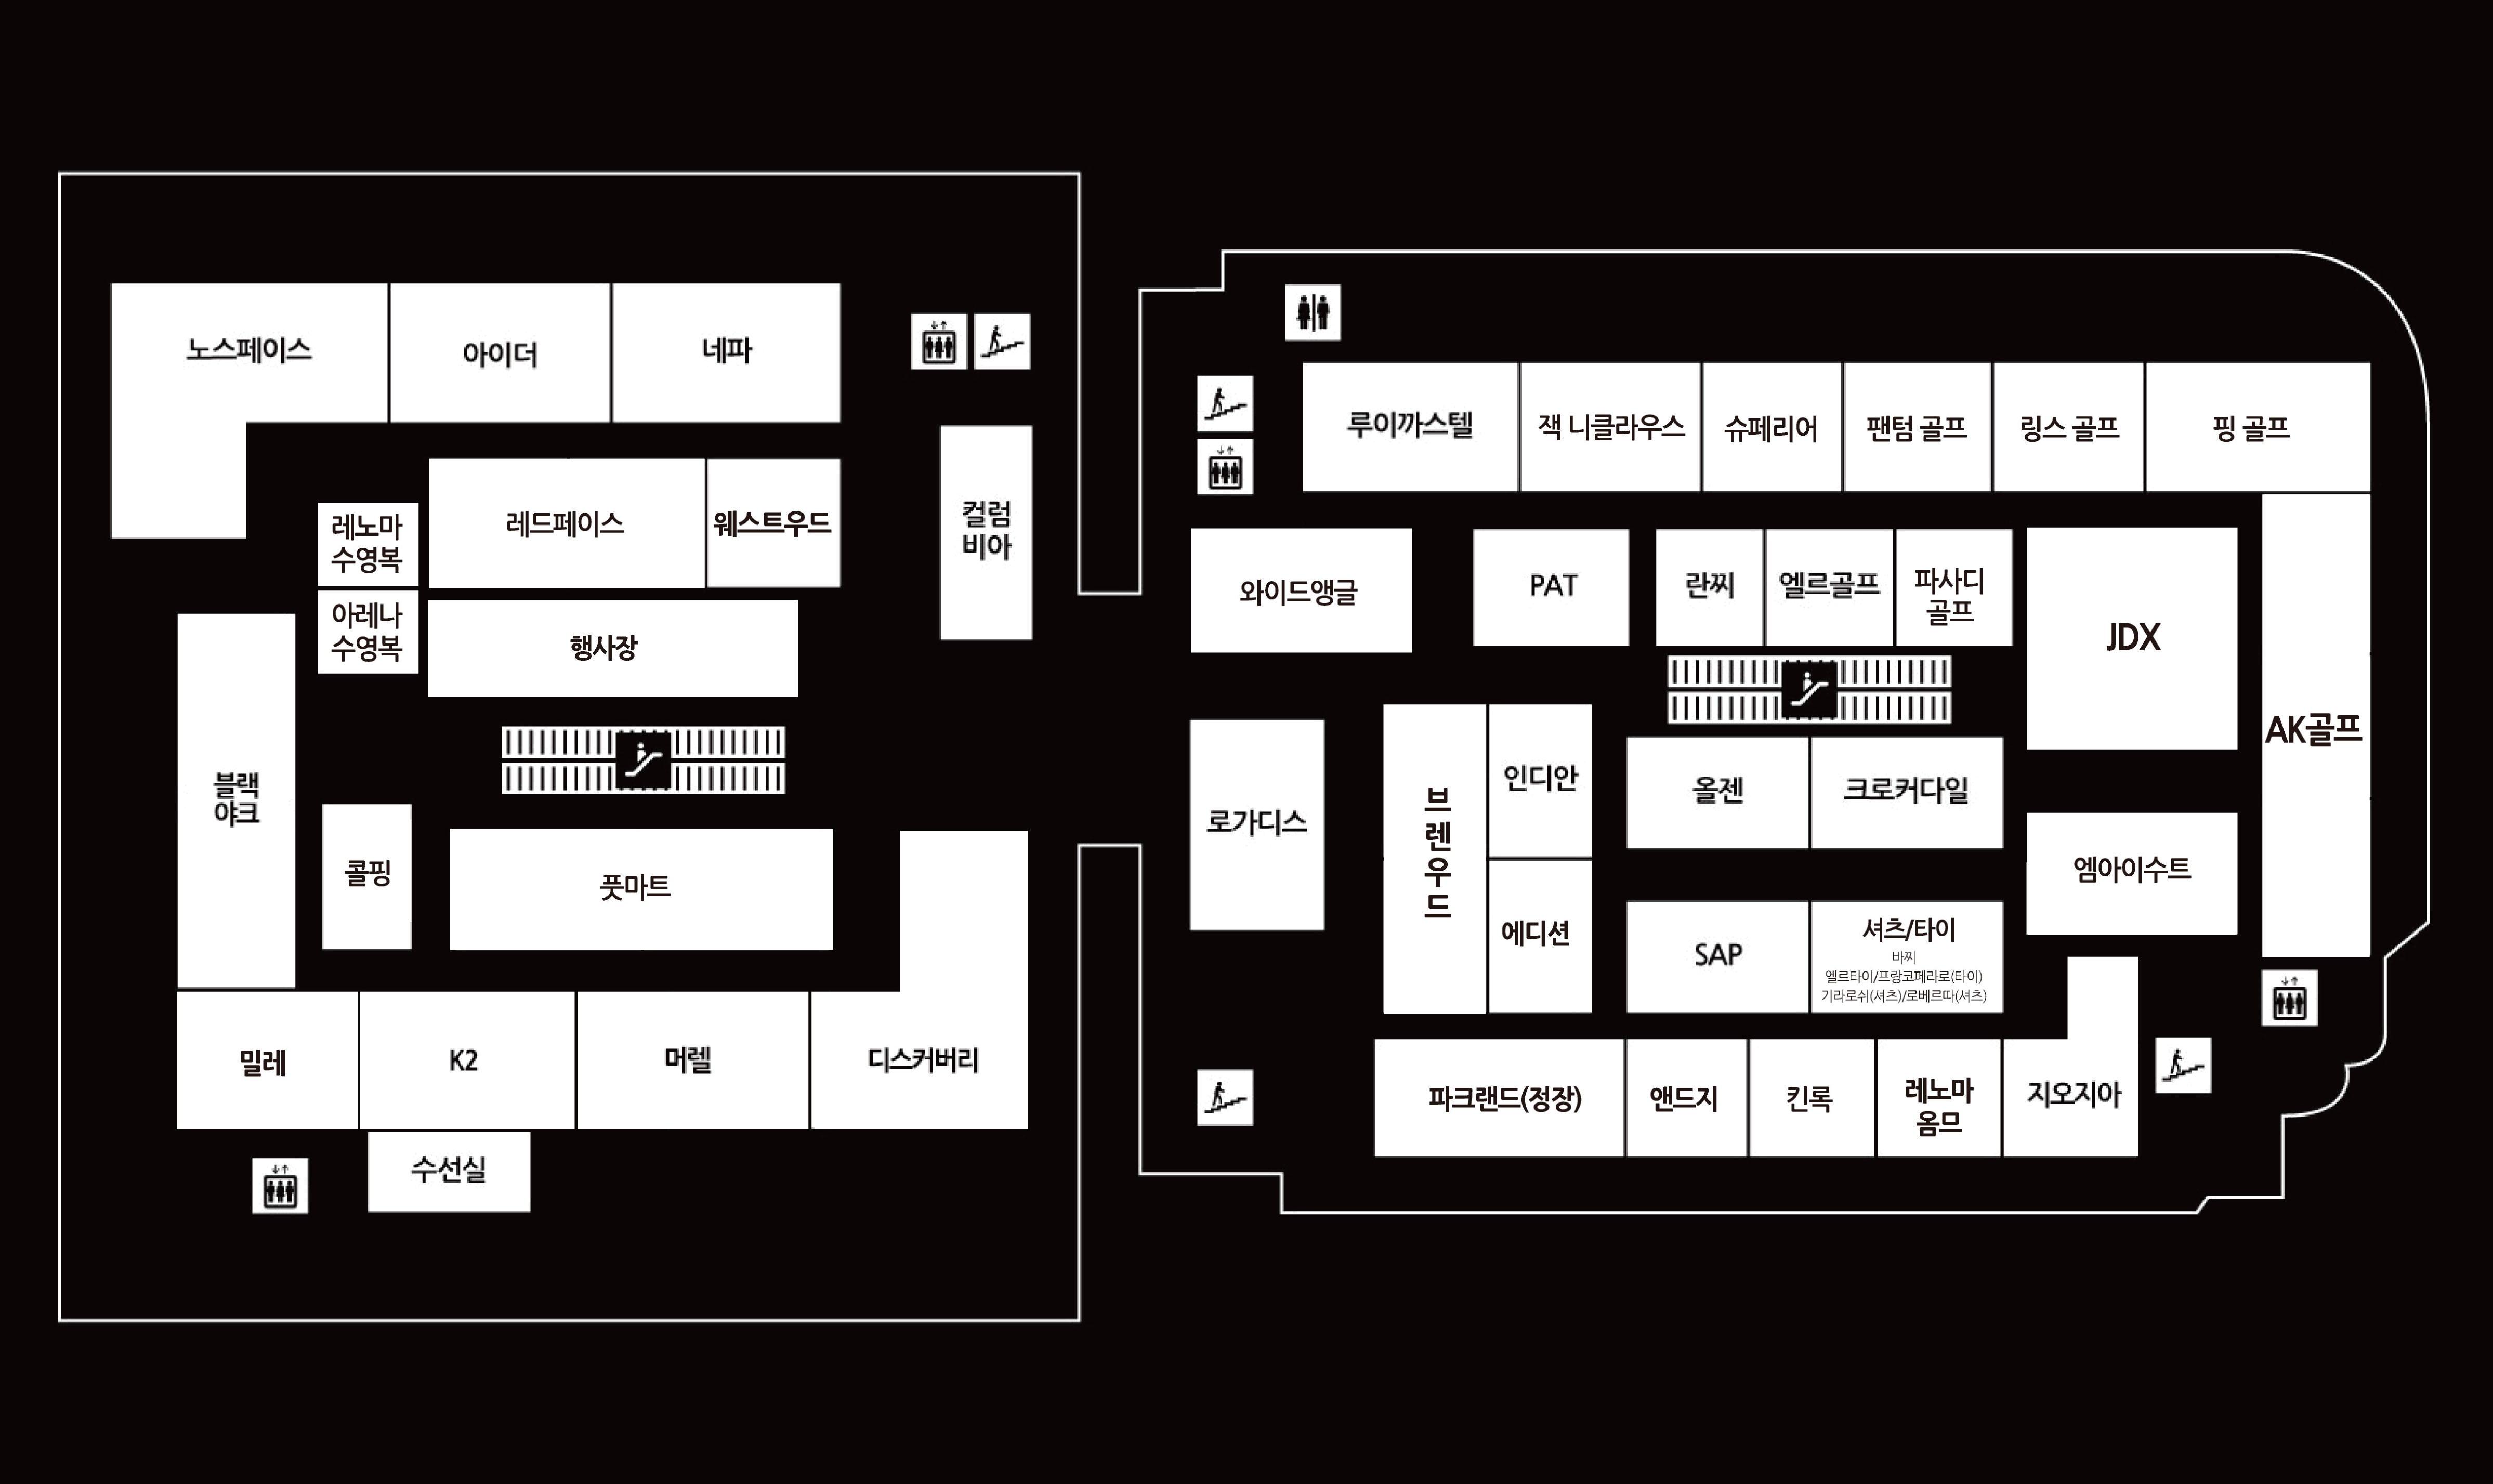 노스페이스
아이더
네파
레노마
수영복
레드페이스
웨스트우드
컬럼
비아
아레나
수영복
행사장
블랙
야크
콜핑
풋마트
밀레
K2
머렐
디스커버리
수선실
루이까스텔
잭 니클라우스
슈페리어
팬텀 골프
링스 골프
핑 골프
와이드앵글
PAT
란찌
엘르골프
파사디
골프
JDX
AK골프
로가디스
브렌우드
인디안
올젠
크로커다일
엠아이수트
에디션
SAP
셔츠/타이
바찌
엘르타이/프랑코페라로(타이)
기라로쉬(셔츠)/로베르따(셔츠)
파크랜드(정장)
앤드지
킨록
레노마
옴므
지오지아